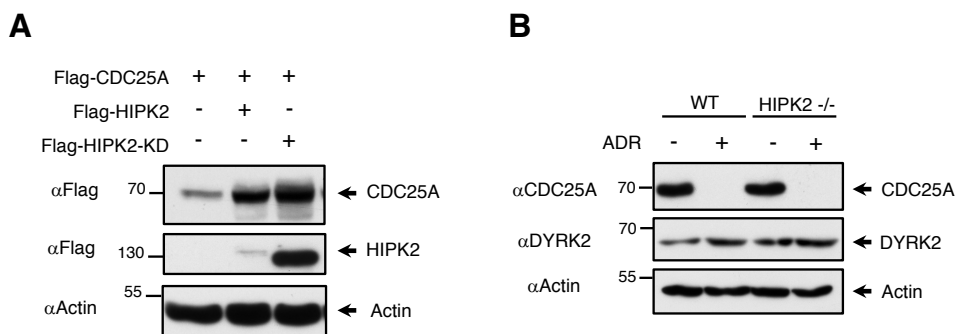 A
Flag-CDC25A + + +
Flag-HIPK2 - + -
Flag-HIPK2-KD - - +
αFlag 70 CDC25A
αFlag 130 HIPK2
55
αActin Actin
B
WT HIPK2 -/-
ADR - + - +
αCDC25A 70 CDC25A
70
αDYRK2 DYRK2
55
αActin Actin